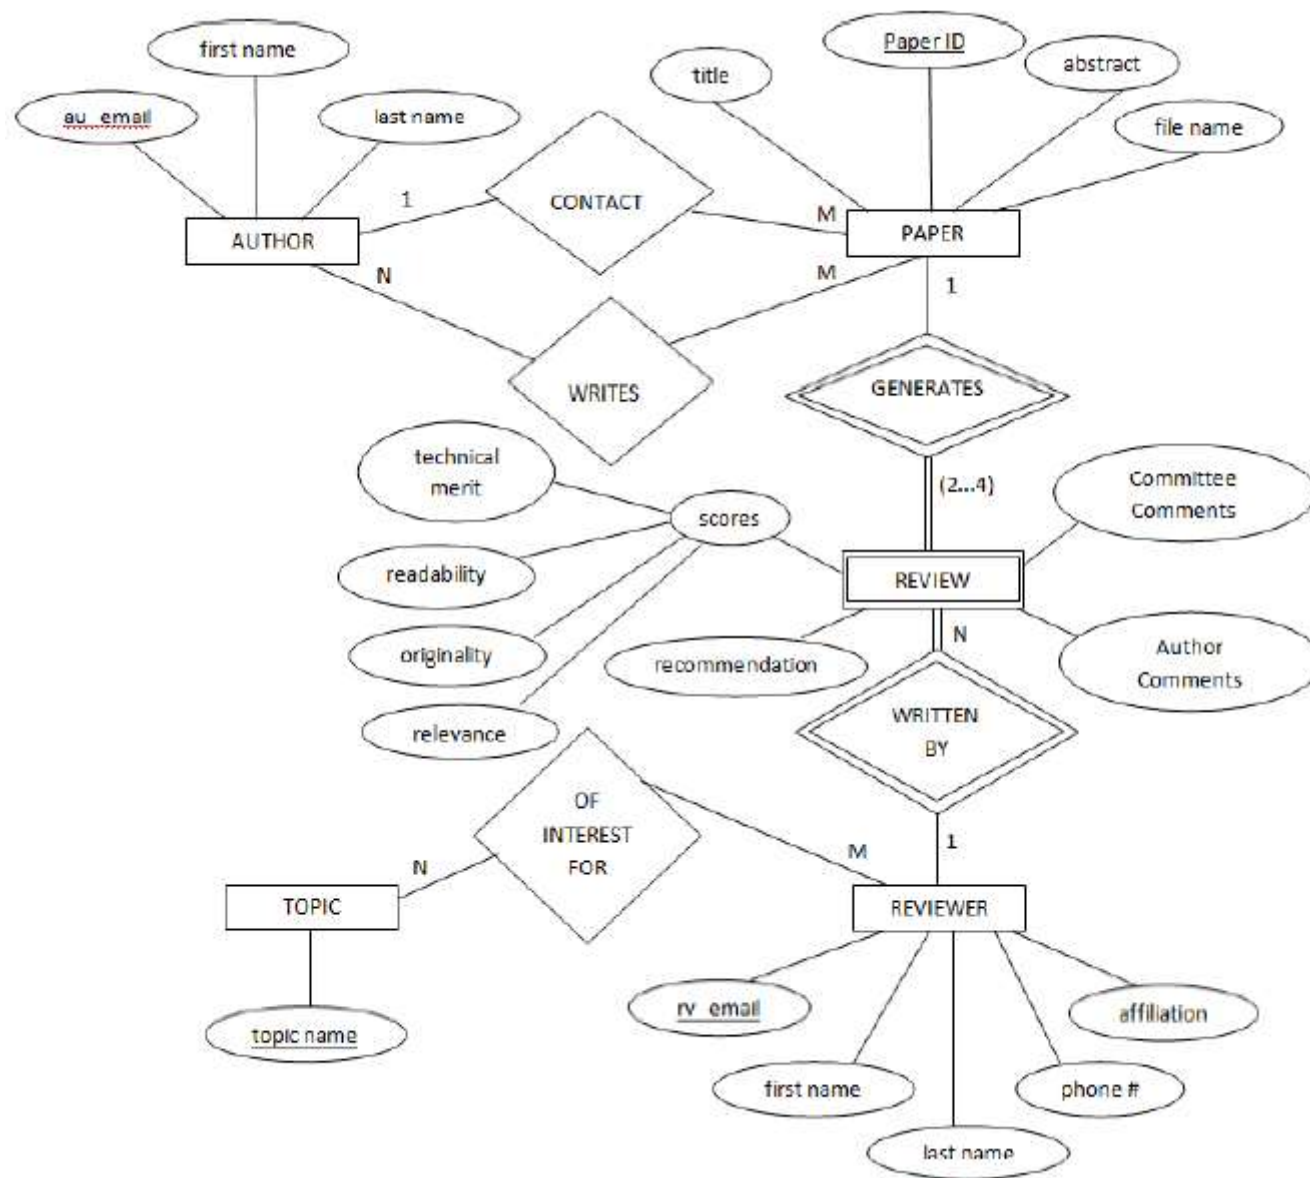 first name
Paper ID
title
abstract
au_email
last name
file name
1
CONTACT
M
AUTHOR
PAPER
N
M
1
WRITES
GENERATES
technical
merit
(2...4)
Committee
Comments
scores
readability
REVIEW
N
originality
recommendation
Author
Comments
relevance
WRITTEN
BY
OF
INTEREST
FOR
N
M
1
TOPIC
REVIEWER
rv_email
affiliation
topic name
first name
phone #
last name